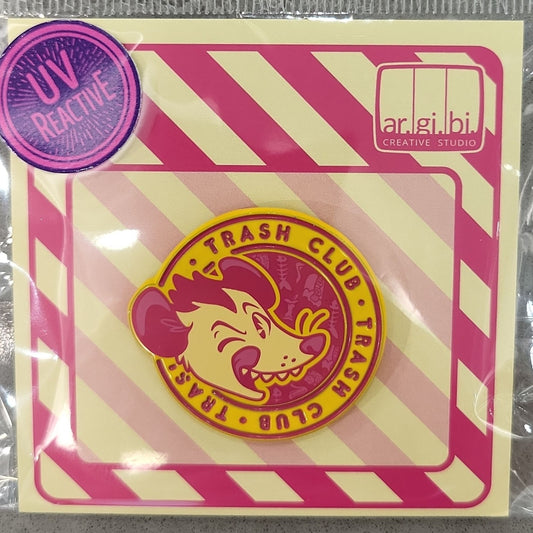 UV
REACTIVE
ar.gi.bi.
CREATIVE STUDIO
TRASH CLUB • TRASH CLUB • TRASH